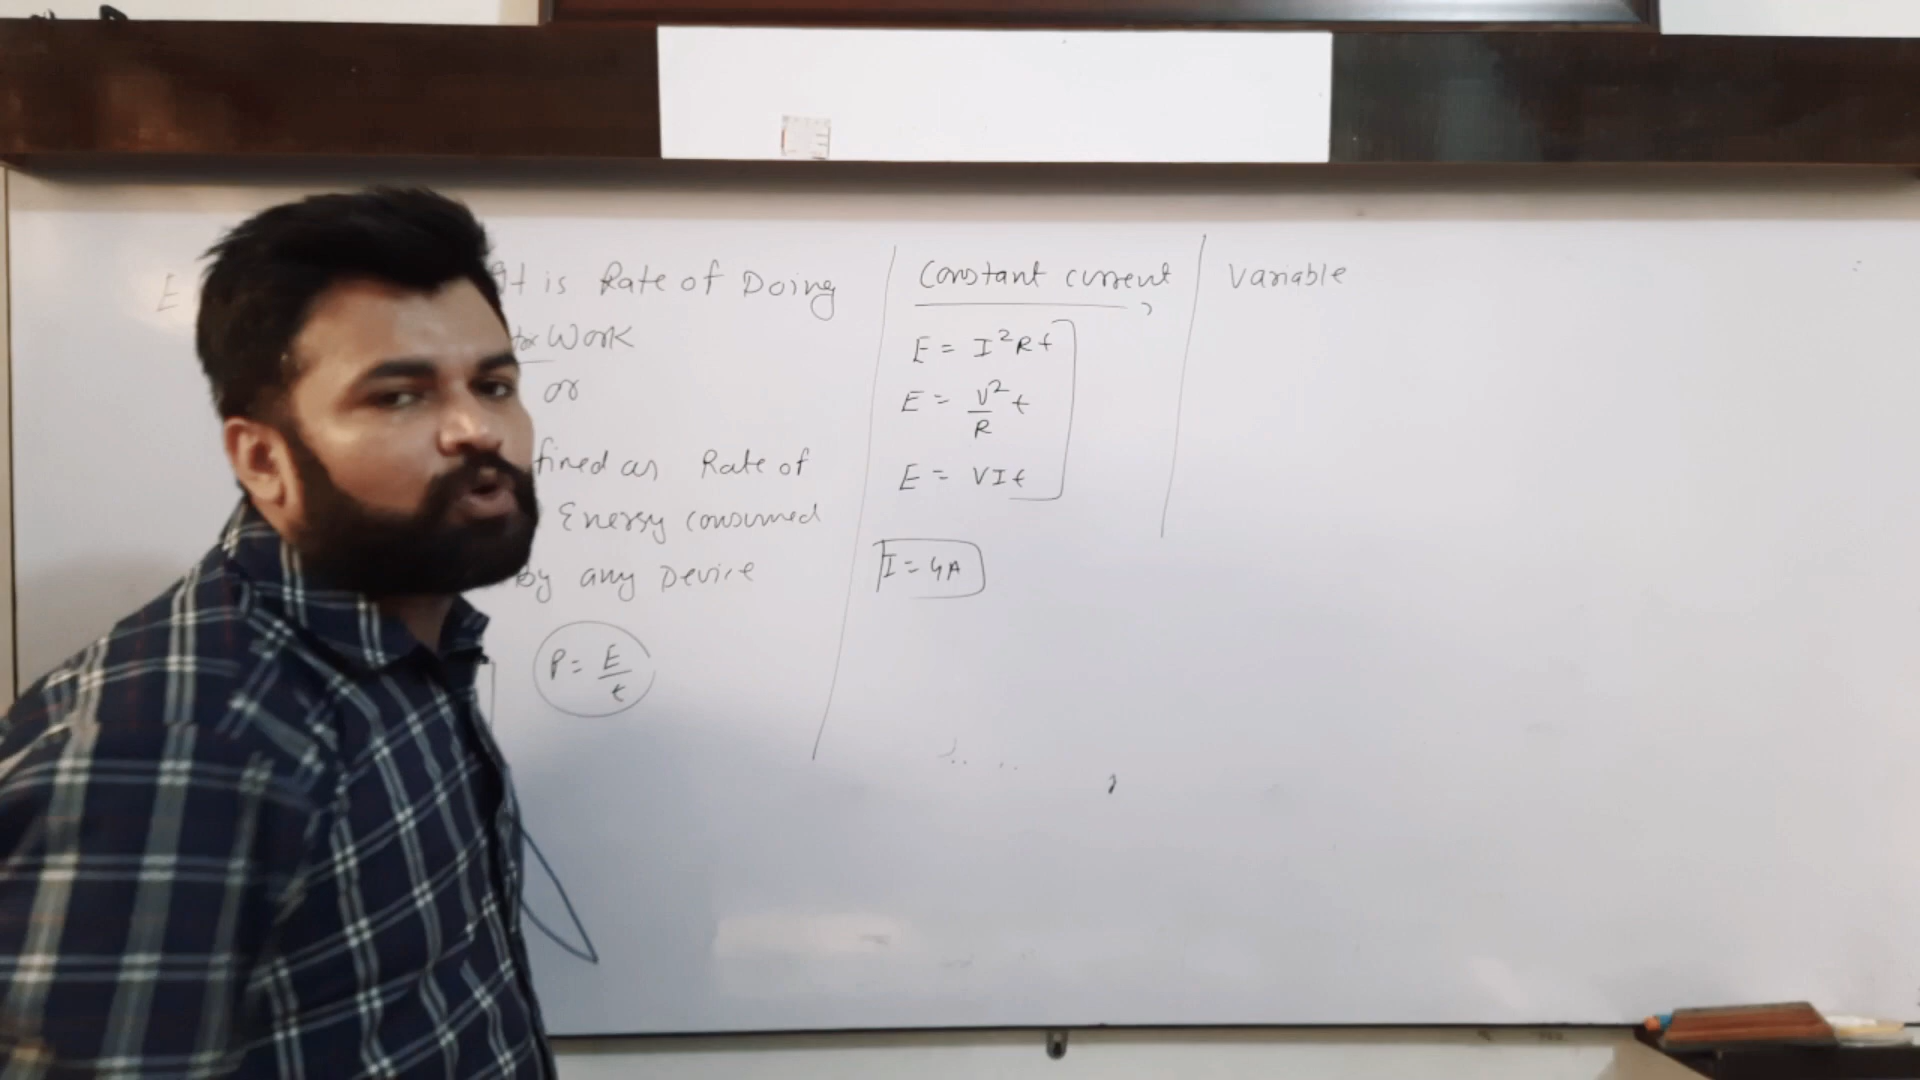 E
It is Rate of Doing
Work
or
fined as Rate of
Energy consumed
By any Device
P = E/t
Constant current
E = I²Rt
E = V²/R t
E = VIt
I = 4A
Variable